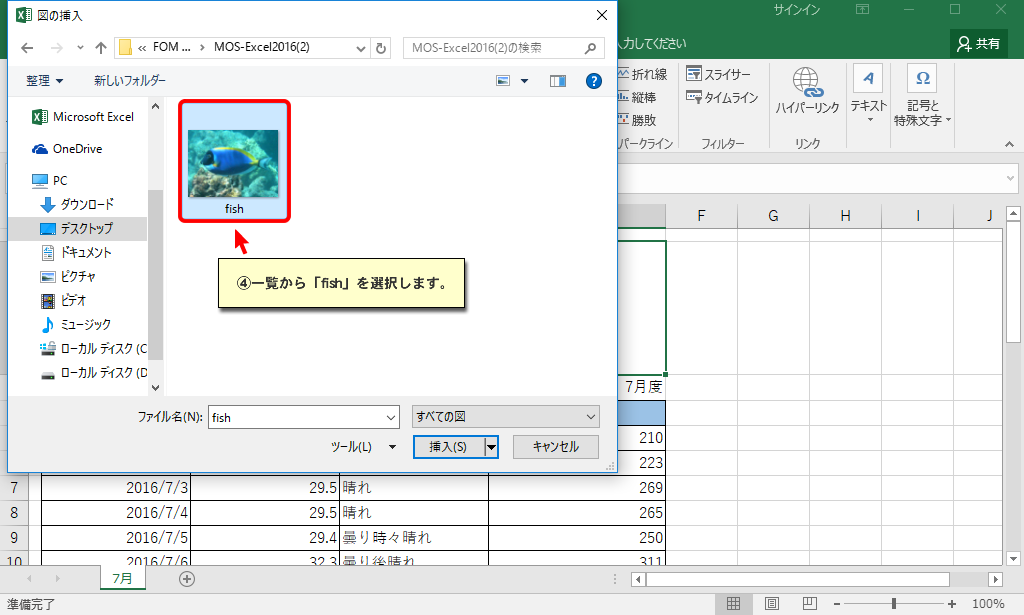 図の挿入
サインイン
« FOM ... › MOS-Excel2016(2)
MOS-Excel2016(2)の検索
入力してください
共有
整理
新しいフォルダー
Microsoft Excel
OneDrive
PC
ダウンロード
デスクトップ
ドキュメント
ピクチャ
ビデオ
ミュージック
ローカル ディスク (C
ローカル ディスク (D
fish
④一覧から「fish」を選択します。
ファイル名(N):
fish
すべての図
ツール(L)
挿入(S)
キャンセル
折れ線
縦棒
勝敗
パークライン
スライサー
タイムライン
フィルター
ハイパーリンク
リンク
テキスト
記号と
特殊文字
F G H I J
7月度
210
223
7 2016/7/3 29.5 晴れ 269
8 2016/7/4 29.5 晴れ 265
9 2016/7/5 29.4 曇り時々晴れ 250
10 2016/7/6 32.3 曇り後晴れ 311
7月
準備完了
100%